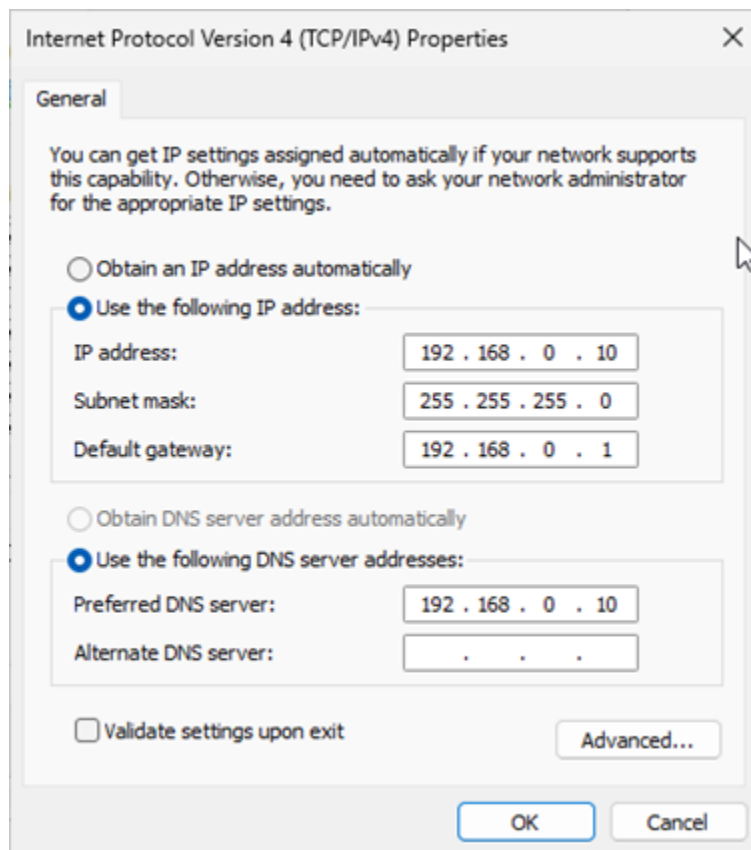 Internet Protocol Version 4 (TCP/IPv4) Properties
General
You can get IP settings assigned automatically if your network supports
this capability. Otherwise, you need to ask your network administrator
for the appropriate IP settings.
Obtain an IP address automatically
Use the following IP address:
IP address: 192 . 168 . 0 . 10
Subnet mask: 255 . 255 . 255 . 0
Default gateway: 192 . 168 . 0 . 1
Obtain DNS server address automatically
Use the following DNS server addresses:
Preferred DNS server: 192 . 168 . 0 . 10
Alternate DNS server: . . .
Validate settings upon exit
Advanced...
OK Cancel